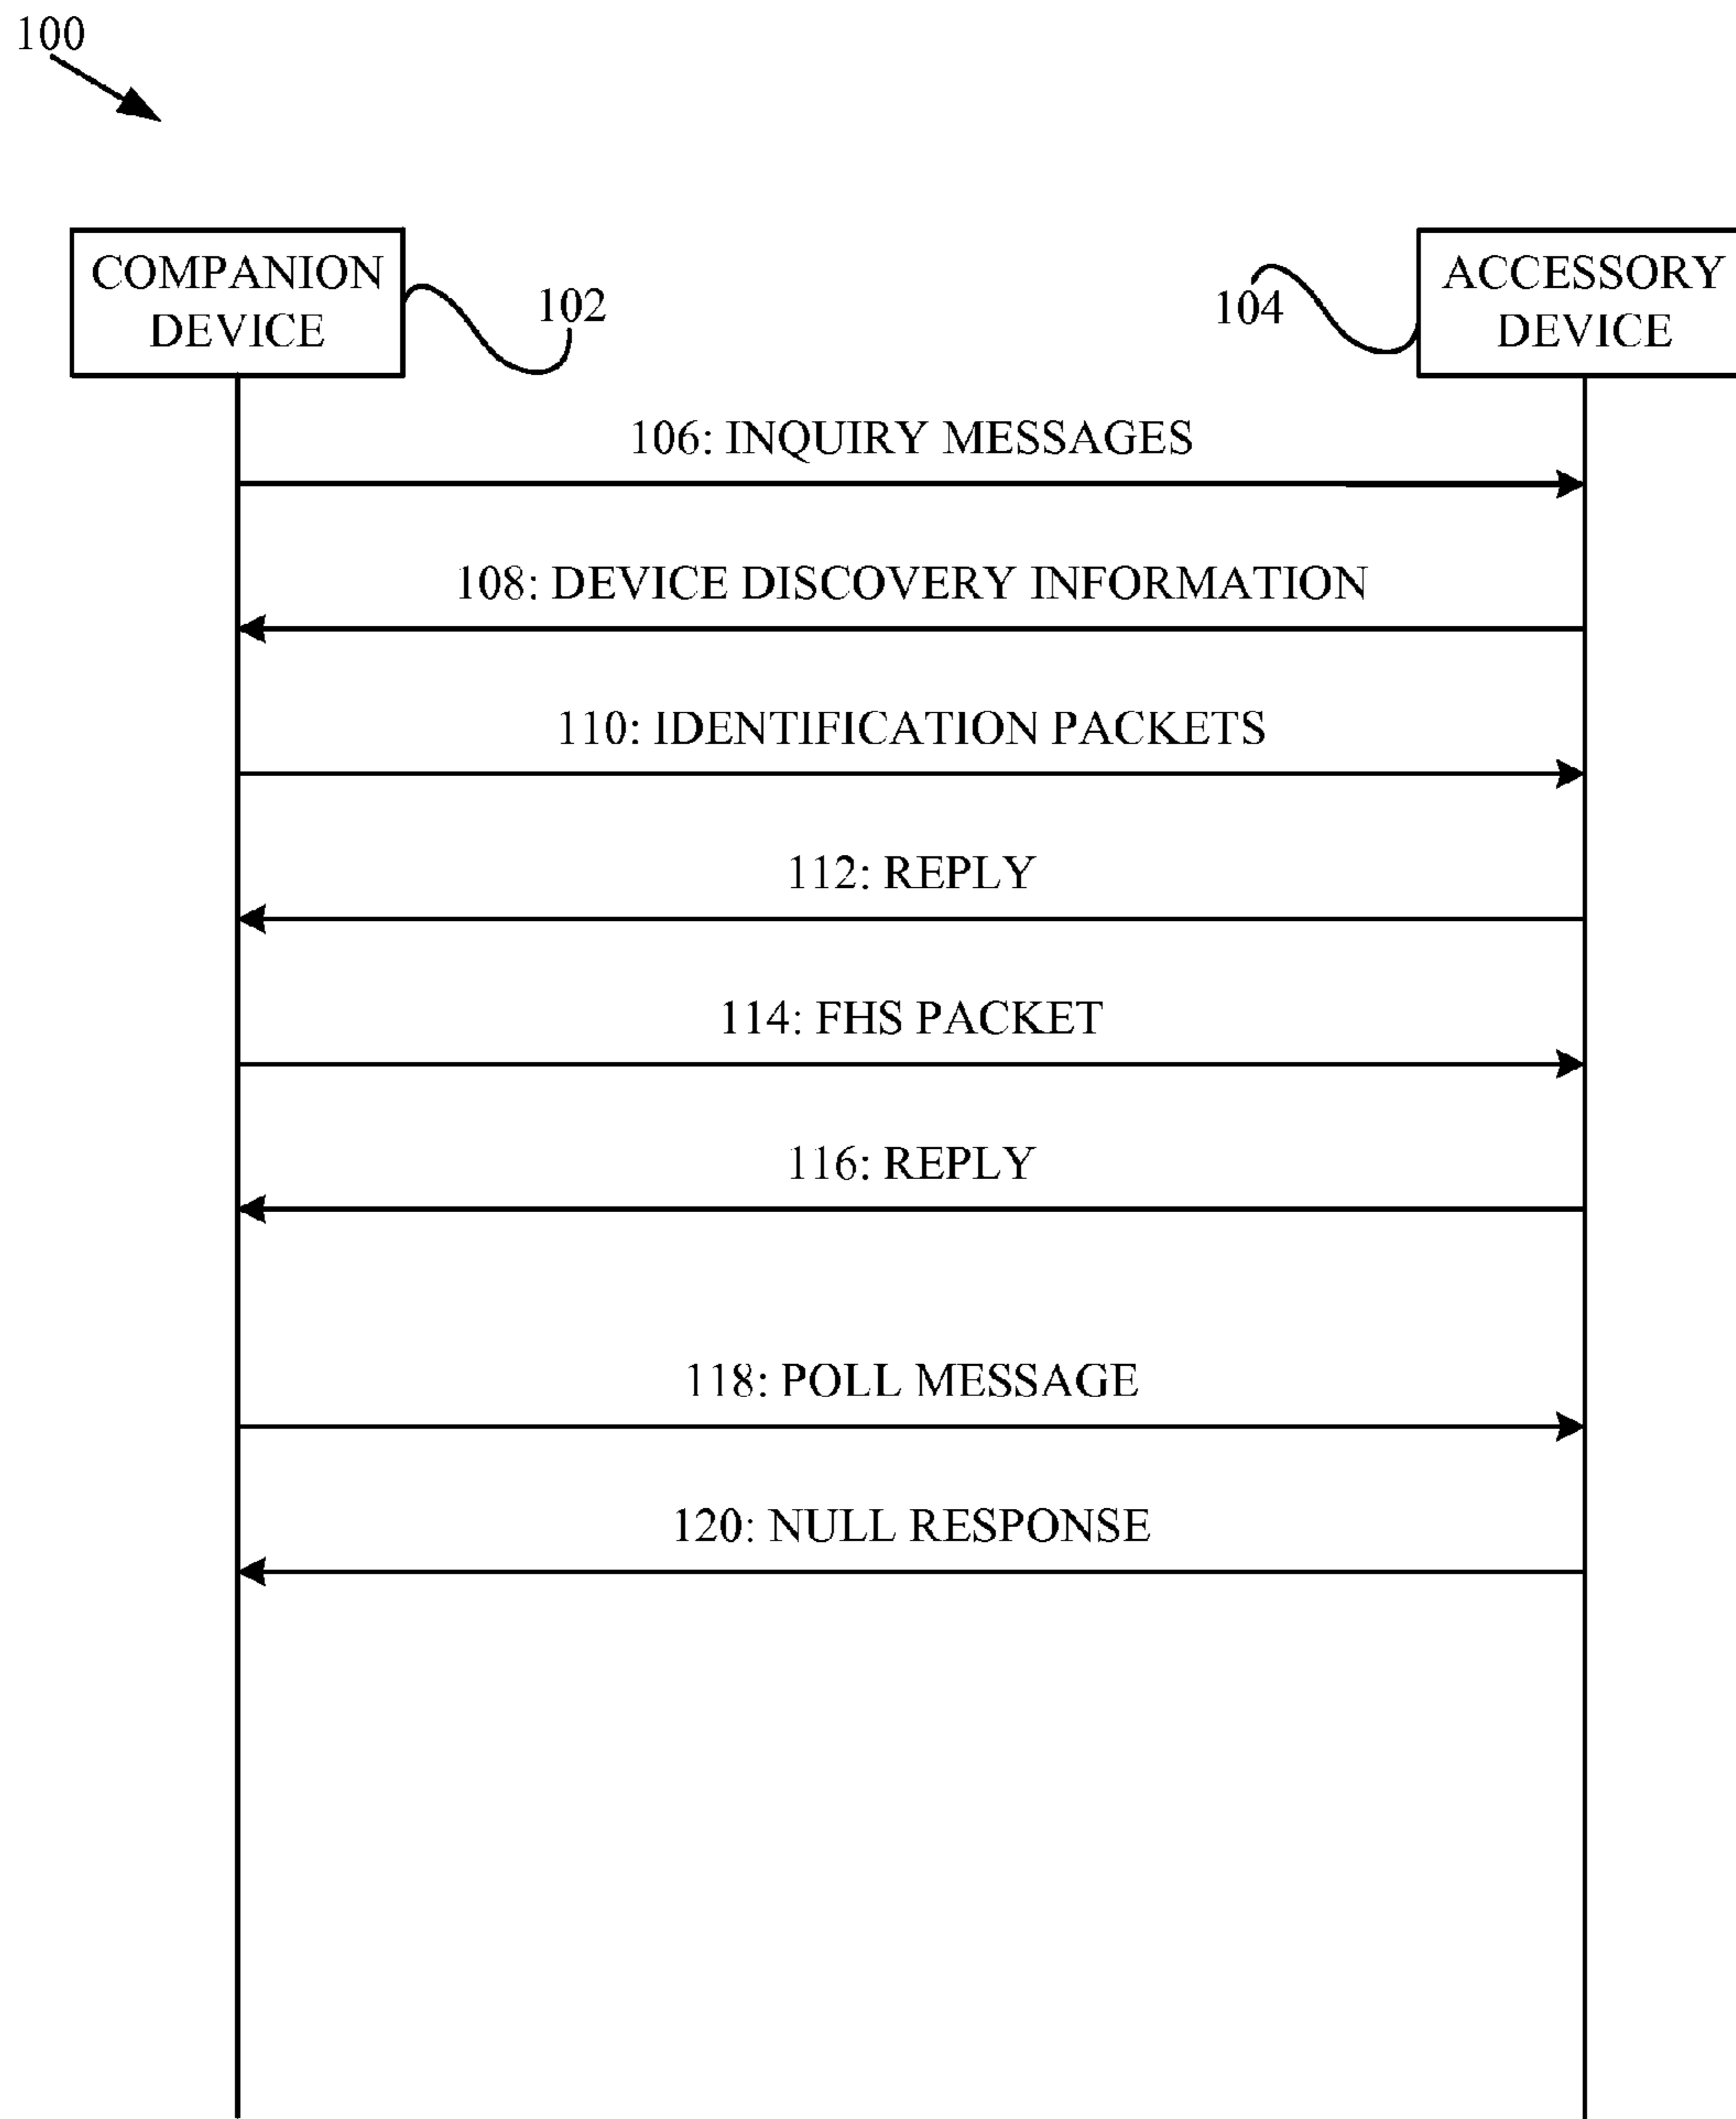 100
COMPANION
DEVICE
102
104
ACCESSORY
DEVICE
106: INQUIRY MESSAGES
108: DEVICE DISCOVERY INFORMATION
110: IDENTIFICATION PACKETS
112: REPLY
114: FHS PACKET
116: REPLY
118: POLL MESSAGE
120: NULL RESPONSE